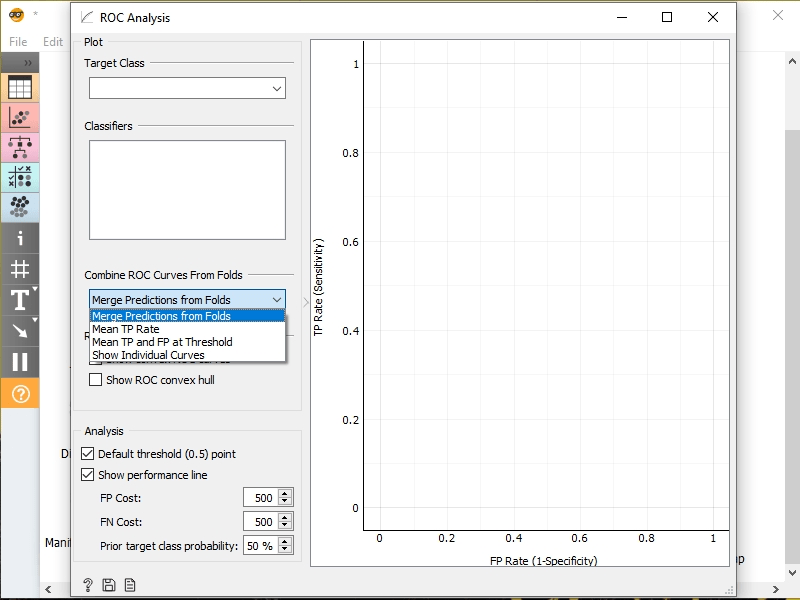 ROC Analysis
*
File Edit
Plot
Target Class
Classifiers
Combine ROC Curves From Folds
Merge Predictions from Folds
Merge Predictions from Folds
Mean TP Rate
Mean TP and FP at Threshold
Show Individual Curves
Show ROC convex hull
Analysis
Default threshold (0.5) point
Show performance line
FP Cost: 500
FN Cost: 500
Prior target class probability: 50 %
TP Rate (Sensitivity)
1
0.8
0.6
0.4
0.2
0
0 0.2 0.4 0.6 0.8 1
FP Rate (1-Specificity)